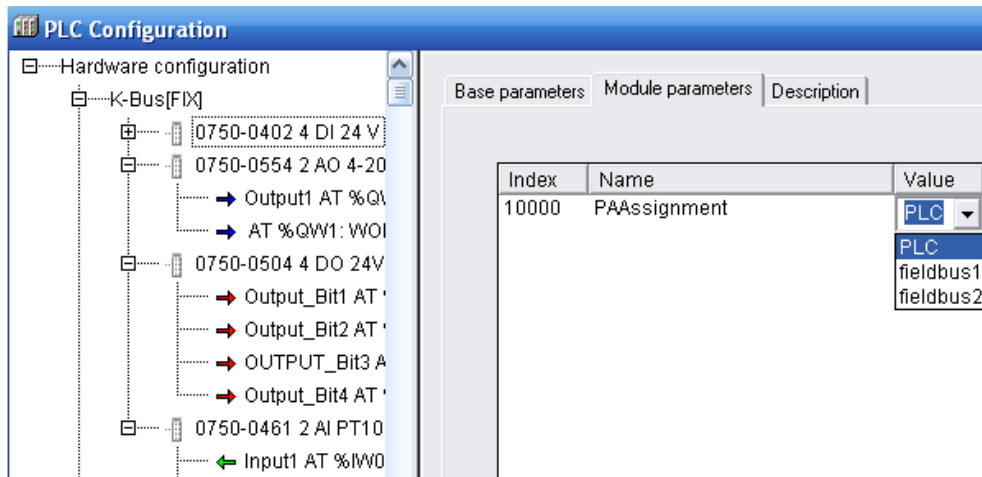 PLC Configuration
Hardware configuration
K-Bus[FIX]
0750-0402 4 DI 24 V
0750-0554 2 AO 4-20
Output1 AT %QW
AT %QW1: WO
0750-0504 4 DO 24V
Output_Bit1 AT
Output_Bit2 AT
OUTPUT_Bit3 A
Output_Bit4 AT
0750-0461 2 AI PT10
Input1 AT %IW0
Base parameters Module parameters Description
Index Name Value
10000 PAAssignment PLC
PLC
fieldbus1
fieldbus2